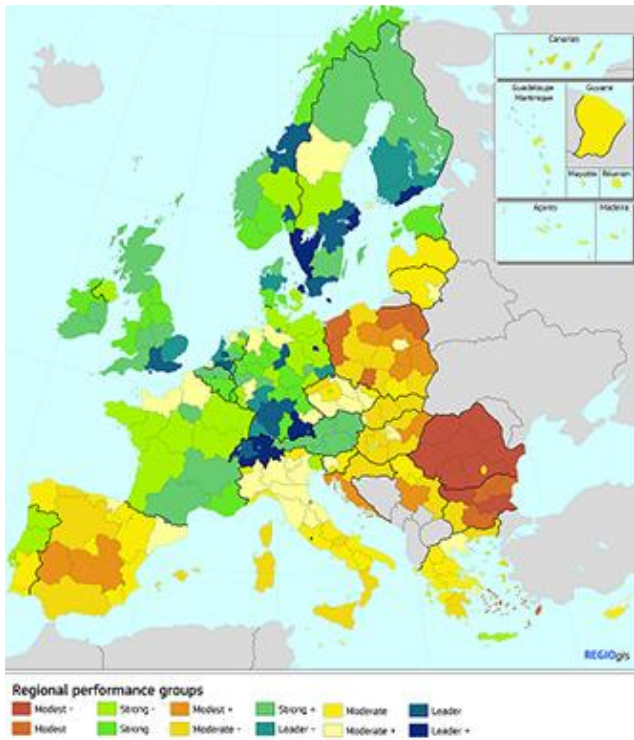 Canarias
Guadeloupe
Martinique
Guyane
Mayotte
Réunion
Açores
Madeira
REGIOgis
Regional performance groups
Modest - Strong - Modest + Strong + Moderate Leader
Modest Strong Moderate - Leader - Moderate + Leader +